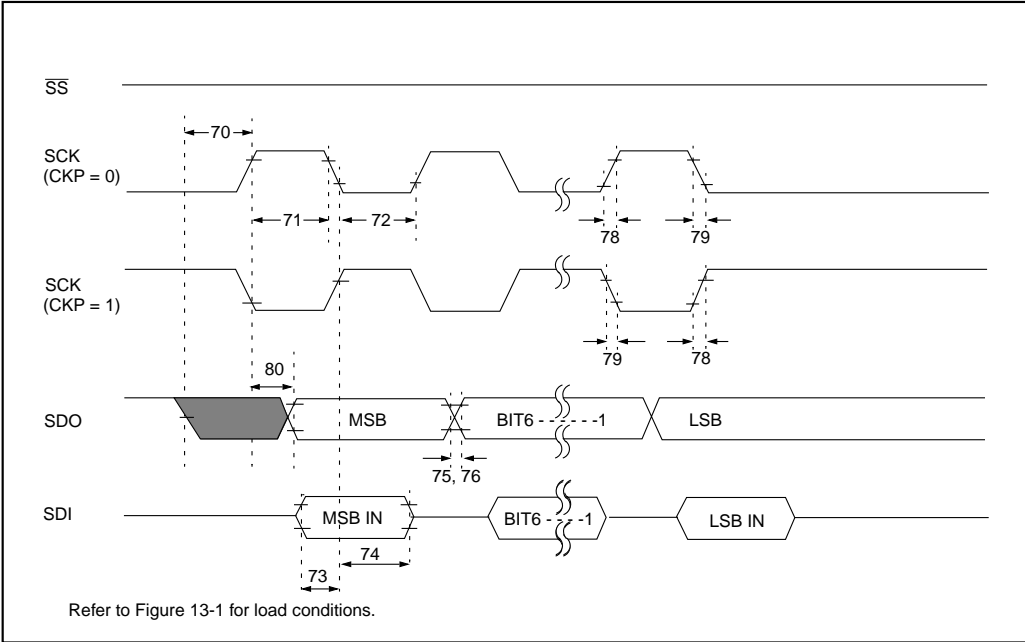 SS
70
SCK
(CKP = 0)
71
72
78
79
SCK
(CKP = 1)
79
78
80
SDO
MSB
BIT6 - - - - - -1
LSB
75, 76
SDI
MSB IN
BIT6 - - - - -1
LSB IN
74
73
Refer to Figure 13-1 for load conditions.